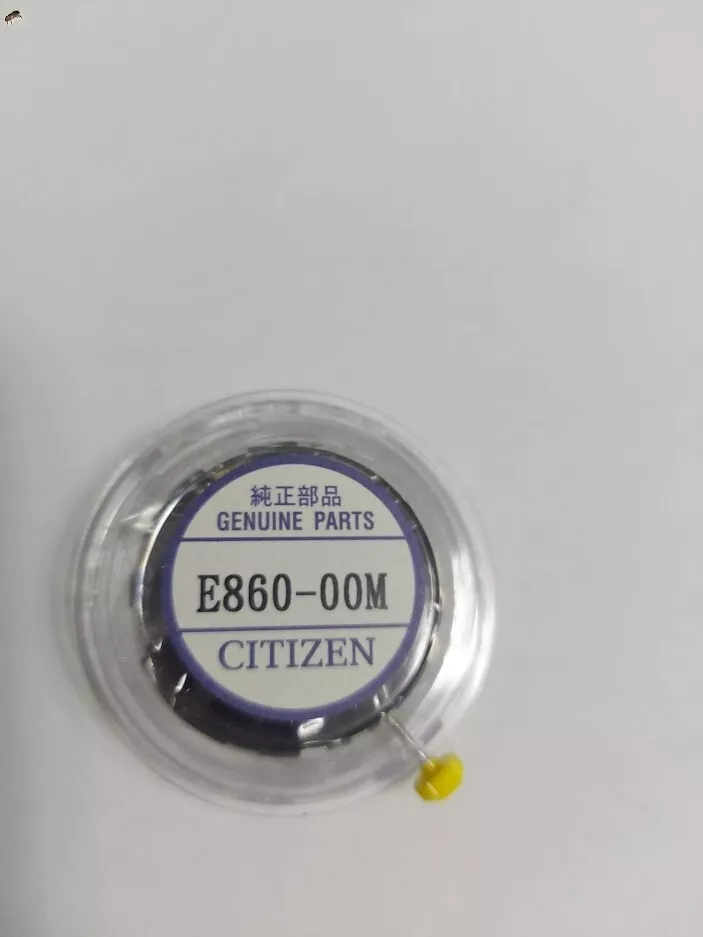 純正部品
GENUINE PARTS
E860-00M
CITIZEN